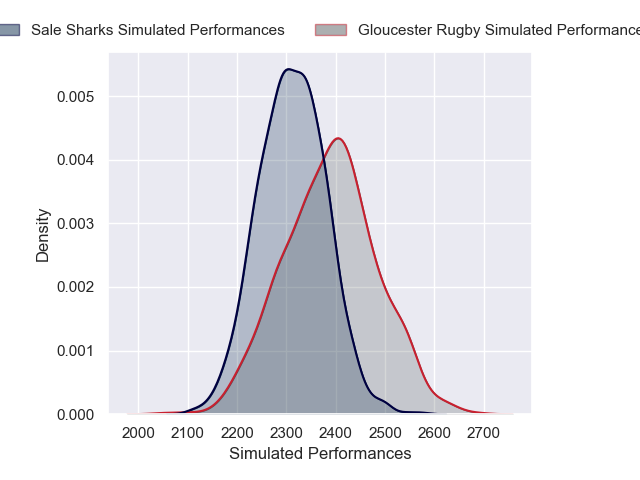 Sale Sharks Simulated Performances
Gloucester Rugby Simulated Performance
0.005
0.004
0.003
0.002
0.001
0.000
Density
2000 2100 2200 2300 2400 2500 2600 2700
Simulated Performances